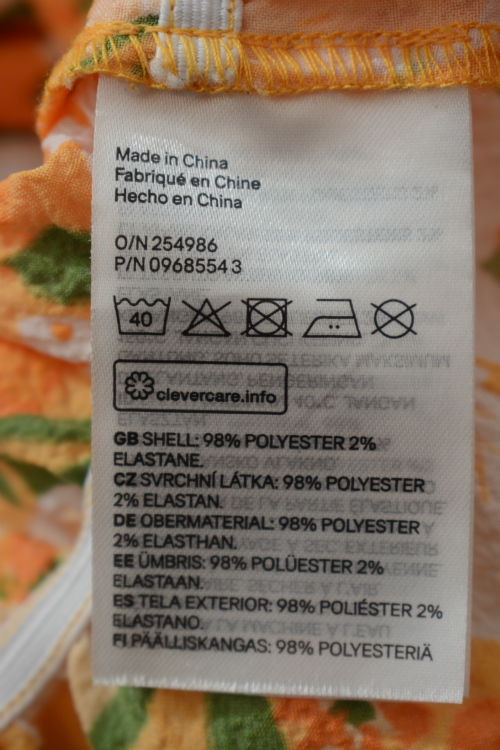 Made in China
Fabriqué en Chine
Hecho en China
O/N 254986
P/N 09685543
40
clevercare.info
GB SHELL: 98% POLYESTER 2%
ELASTANE.
CZ SVRCHNÍ LÁTKA: 98% POLYESTER
2% ELASTAN.
DE OBERMATERIAL: 98% POLYESTER
2% ELASTHAN.
EE ÜMBRIS: 98% POLÜESTER 2%
ELASTAAN.
ES TELA EXTERIOR: 98% POLIÉSTER 2%
ELASTANO.
FI PÄÄLLISKANGAS: 98% POLYESTERIÄ